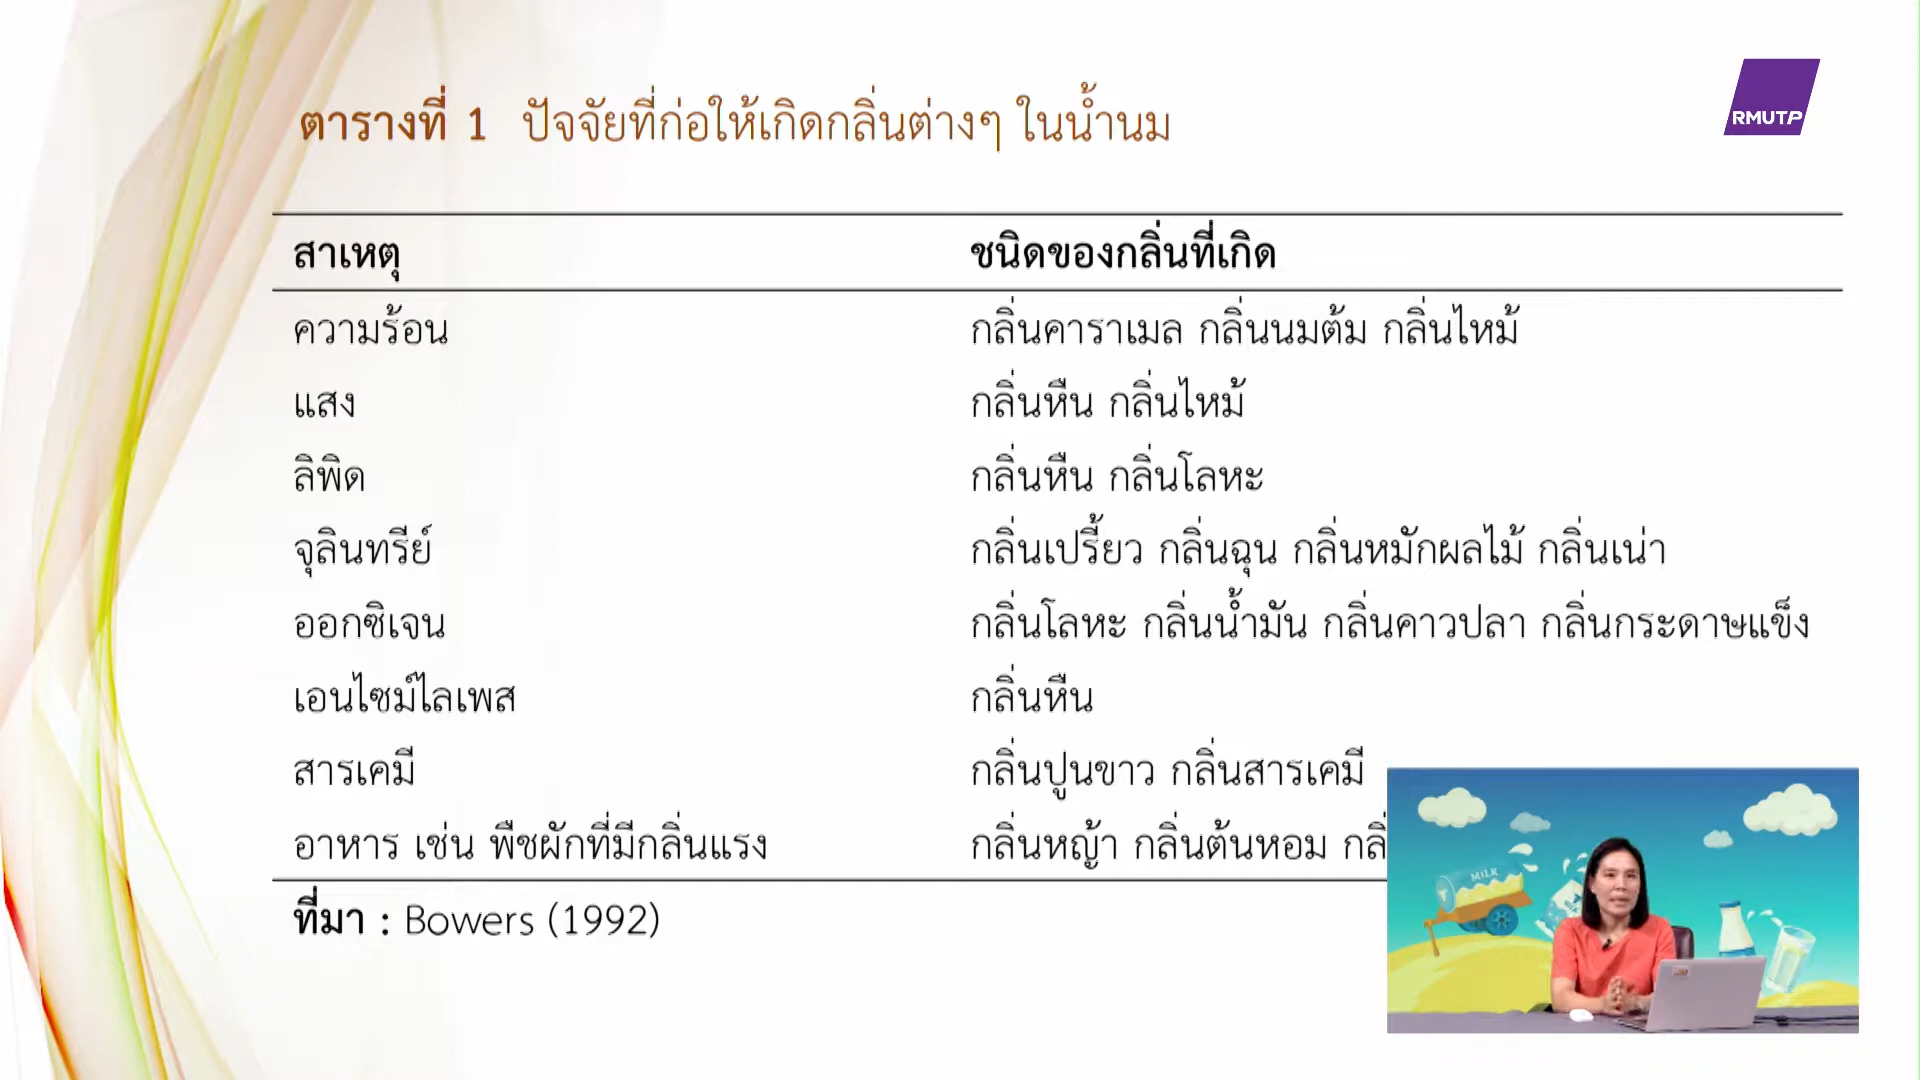 RMUTP
ตารางที่ 1 ปัจจัยที่ก่อให้เกิดกลิ่นต่างๆ ในน้ำนม
สาเหตุ ชนิดของกลิ่นที่เกิด
ความร้อน กลิ่นคาราเมล กลิ่นนมต้ม กลิ่นไหม้
แสง กลิ่นหืน กลิ่นไหม้
ลิพิด กลิ่นหืน กลิ่นโลหะ
จุลินทรีย์ กลิ่นเปรี้ยว กลิ่นฉุน กลิ่นหมักผลไม้ กลิ่นเน่า
ออกซิเจน กลิ่นโลหะ กลิ่นน้ำมัน กลิ่นคาวปลา กลิ่นกระดาษแข็ง
เอนไซม์ไลเพส กลิ่นหืน
สารเคมี กลิ่นปูนขาว กลิ่นสารเคมี
อาหาร เช่น พืชผักที่มีกลิ่นแรง กลิ่นหญ้า กลิ่นต้นหอม
ที่มา : Bowers (1992)
MILK